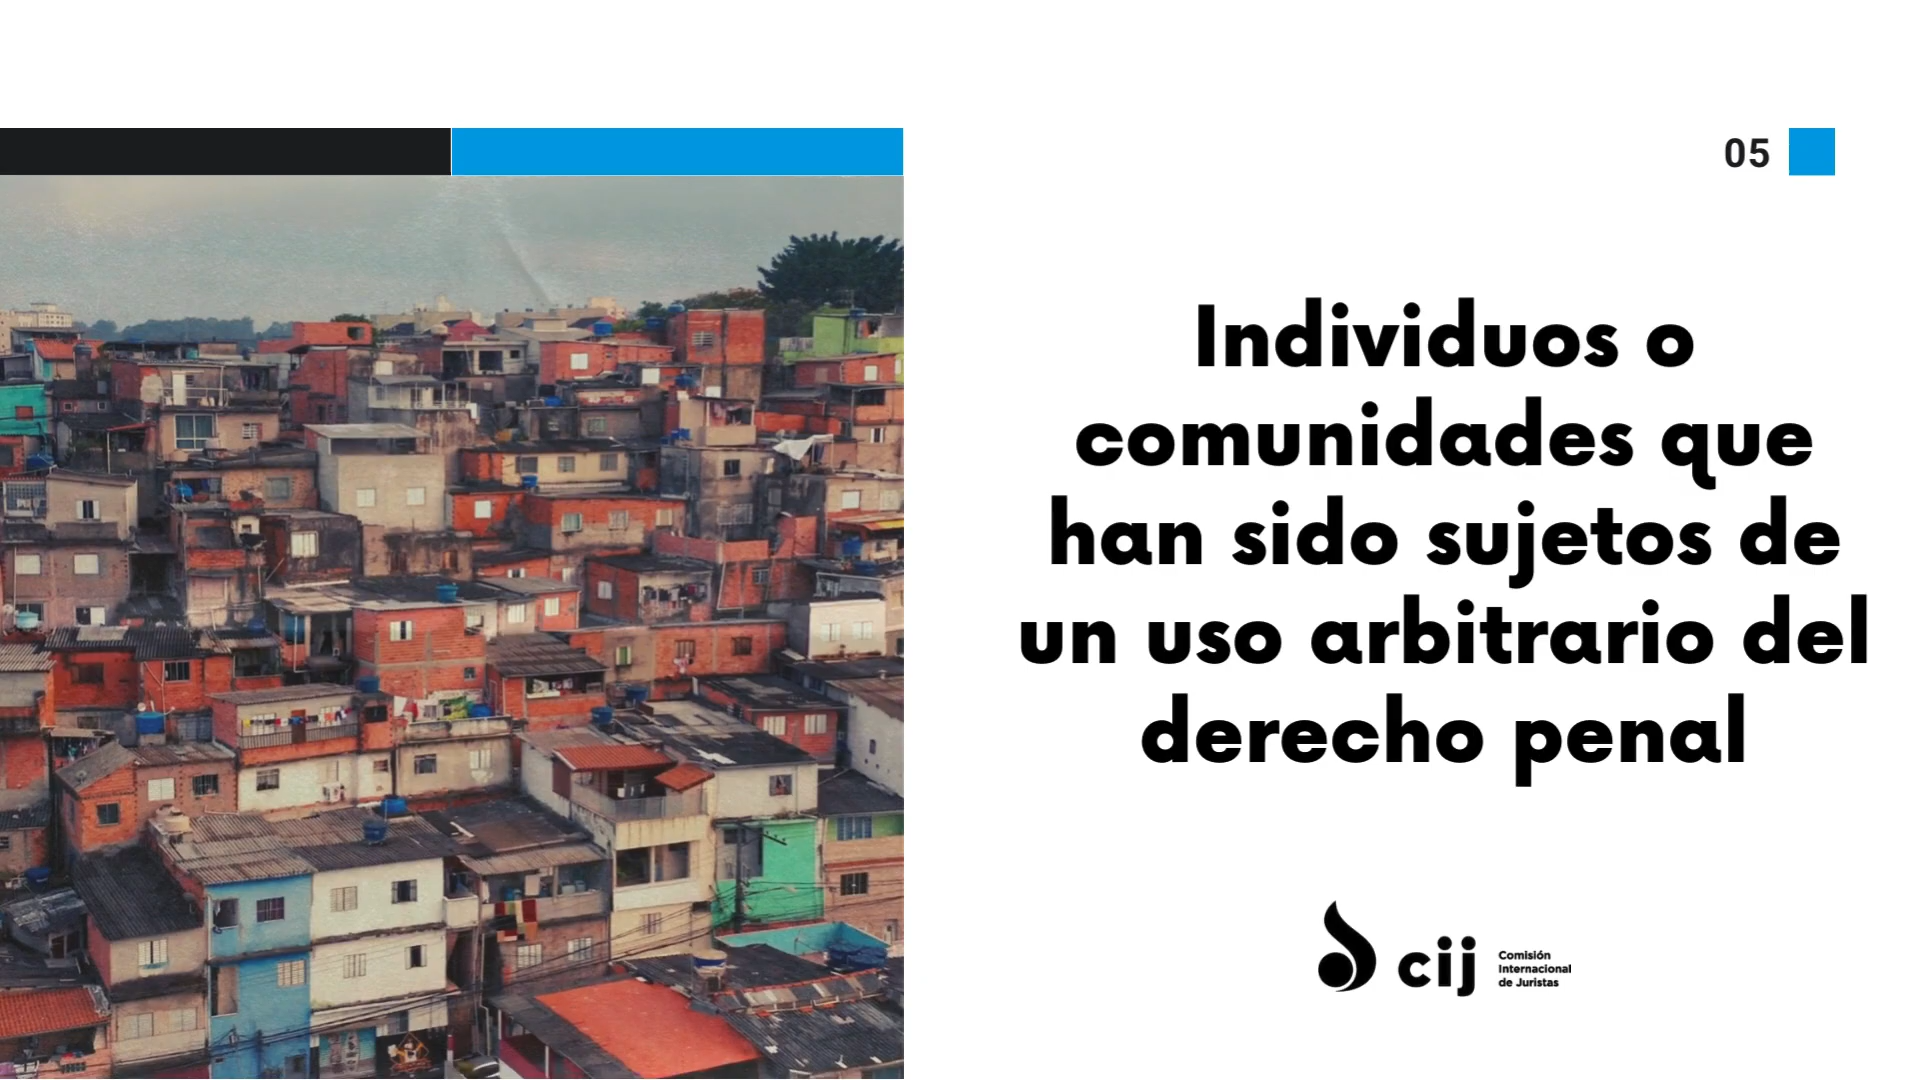 05
Individuos o
comunidades que
han sido sujetos de
un uso arbitrario del
derecho penal
cij
Comisión
Internacional
de Juristas